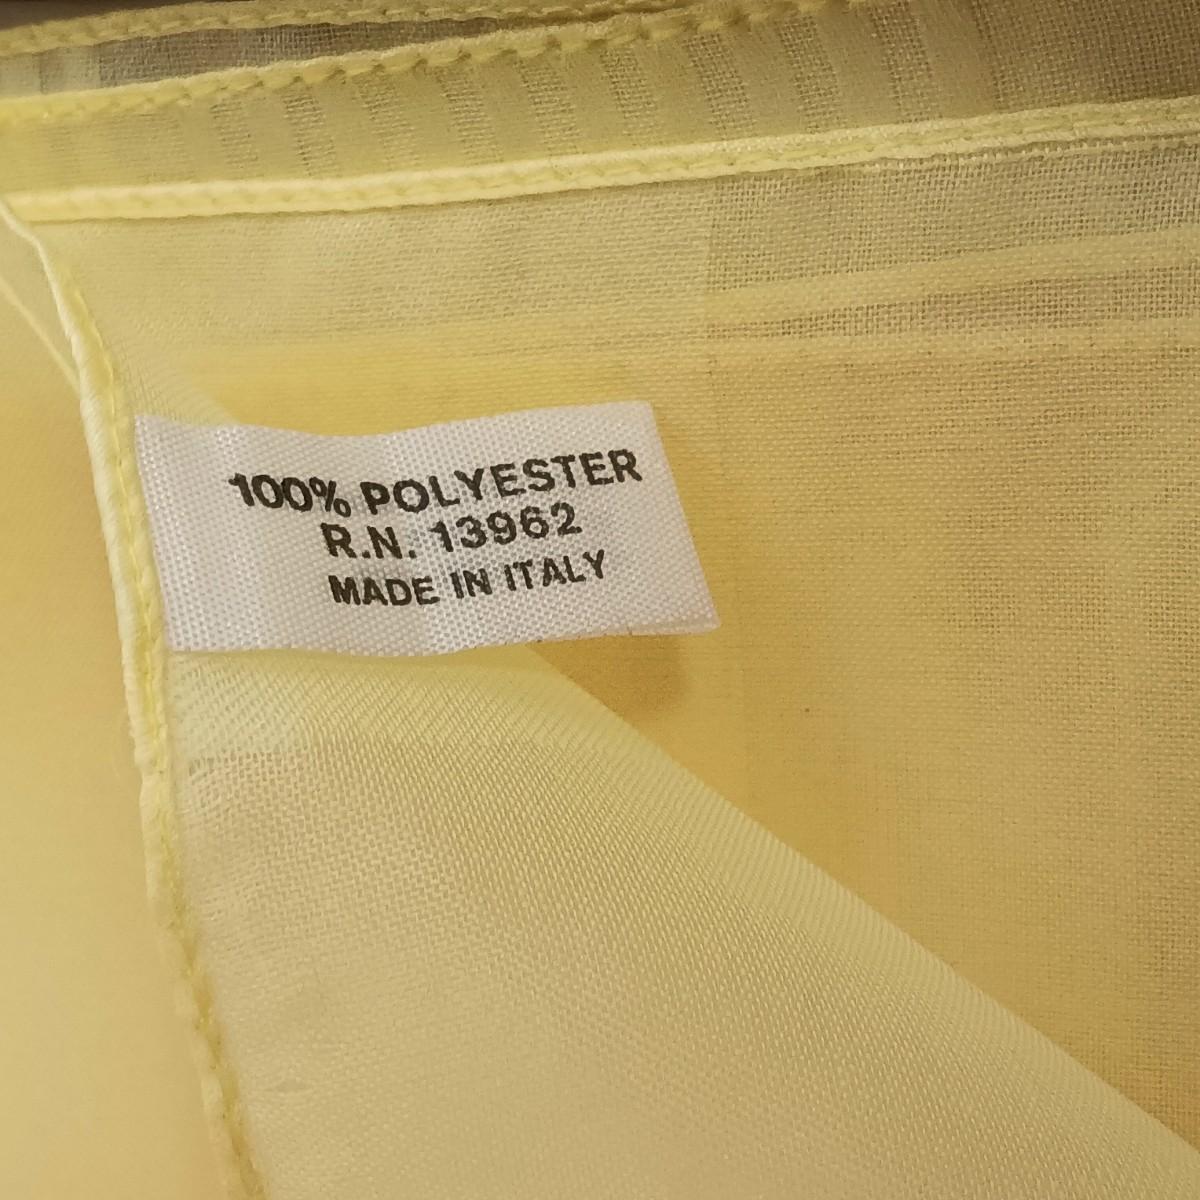 100% POLYESTER
R.N. 13962
MADE IN ITALY